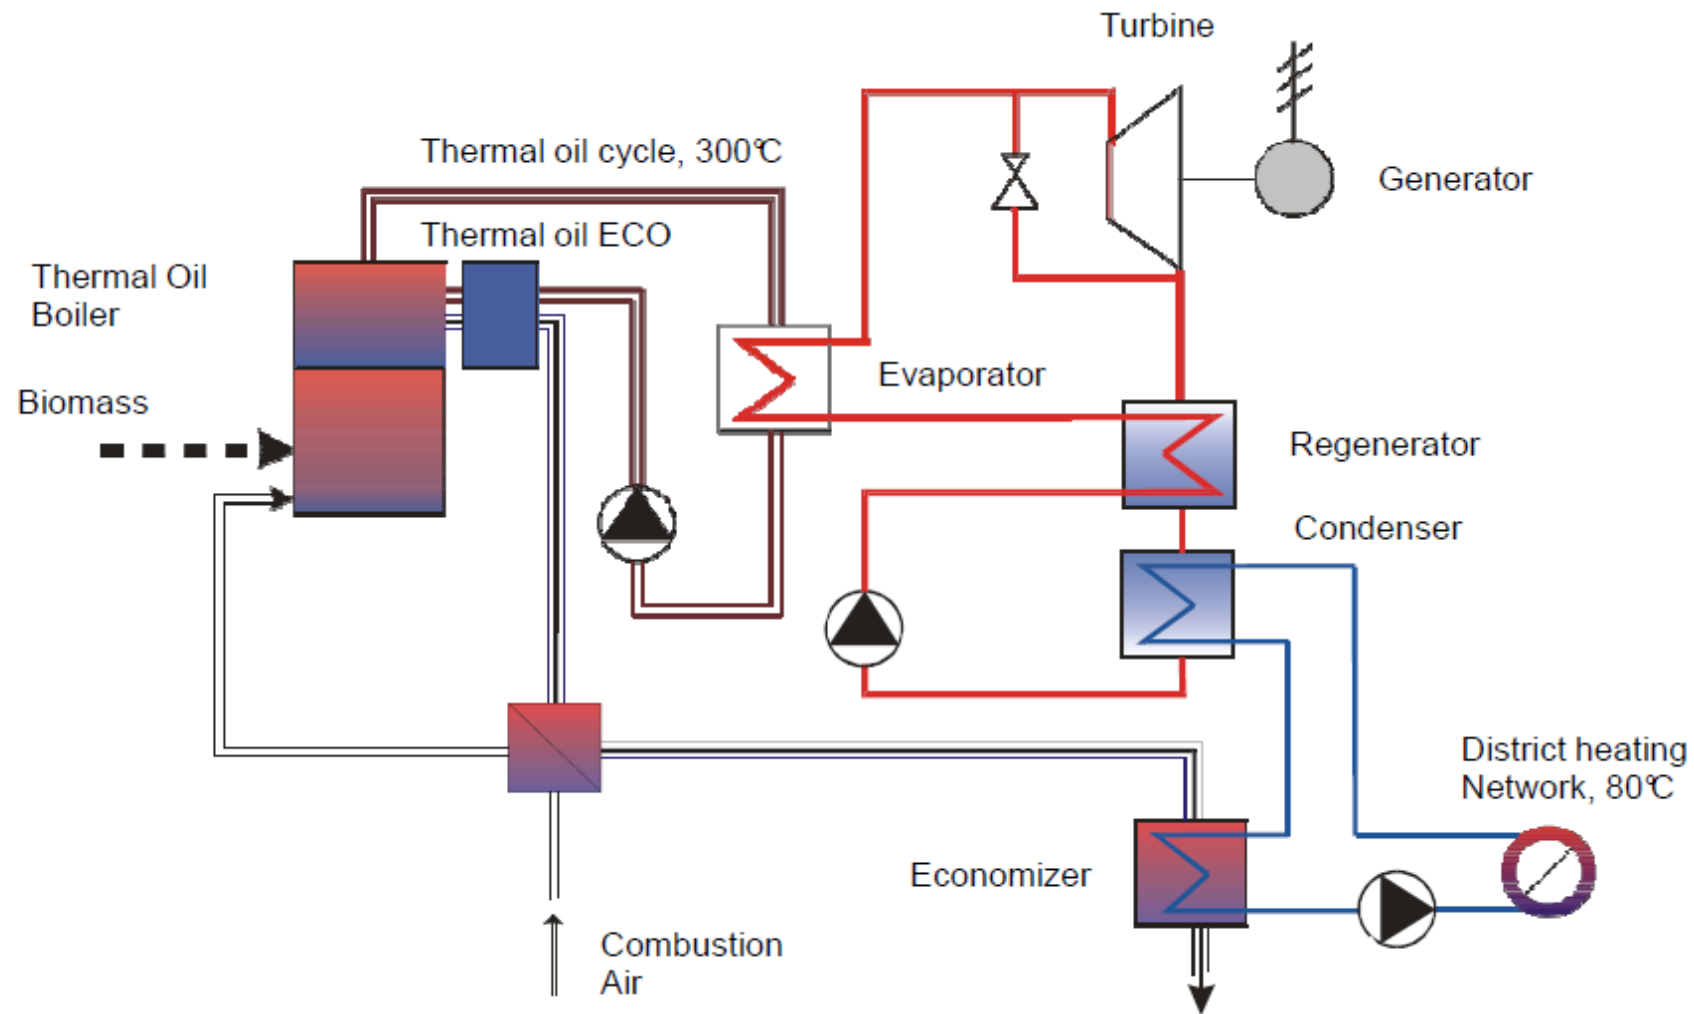 Turbine
Thermal oil cycle, 300°C
Generator
Thermal oil ECO
Thermal Oil
Boiler
Evaporator
Biomass
Regenerator
Condenser
District heating
Network, 80°C
Economizer
Combustion
Air